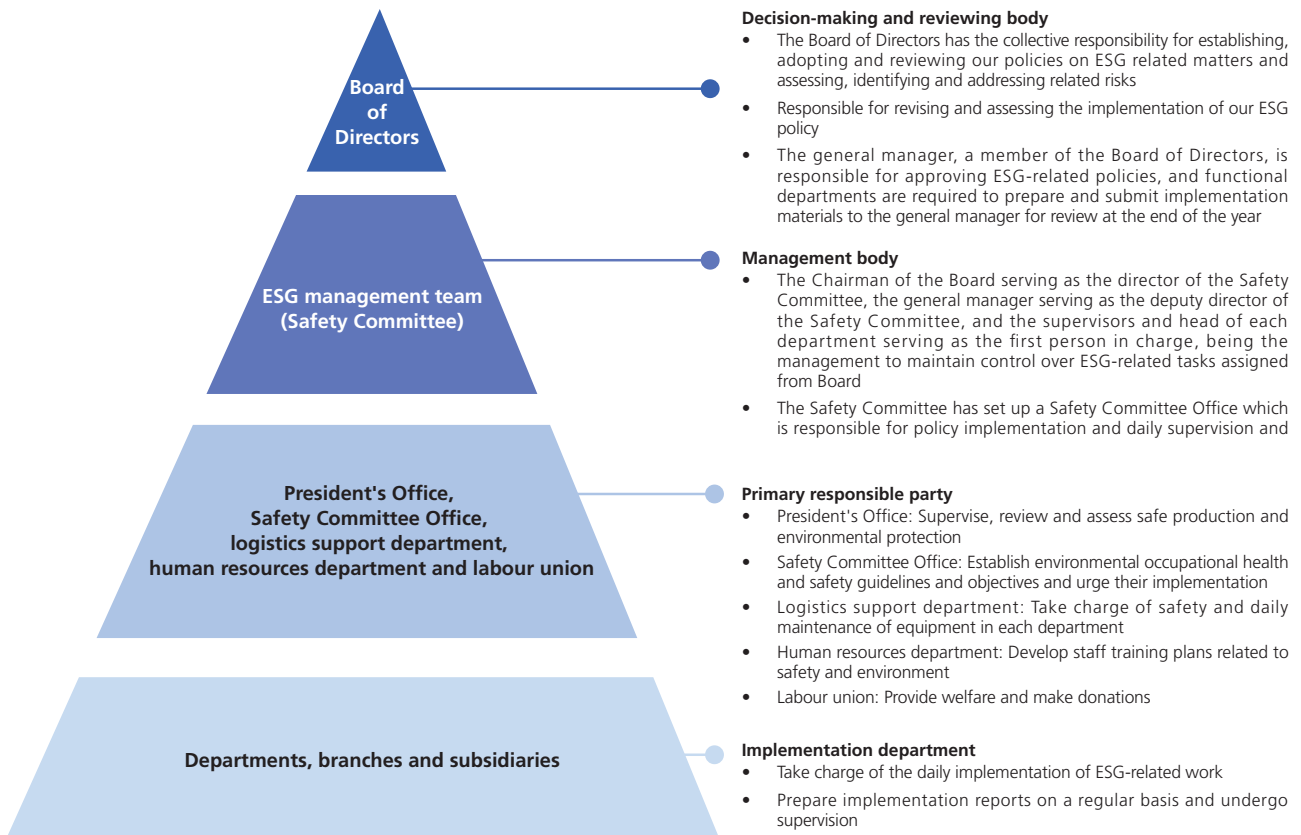 Board
of
Directors
Decision-making and reviewing body
• The Board of Directors has the collective responsibility for establishing,
adopting and reviewing our policies on ESG related matters and
assessing, identifying and addressing related risks
• Responsible for revising and assessing the implementation of our ESG
policy
• The general manager, a member of the Board of Directors, is
responsible for approving ESG-related policies, and functional
departments are required to prepare and submit implementation
materials to the general manager for review at the end of the year
ESG management team
(Safety Committee)
Management body
• The Chairman of the Board serving as the director of the Safety
Committee, the general manager serving as the deputy director of
the Safety Committee, and the supervisors and head of each
department serving as the first person in charge, being the
management to maintain control over ESG-related tasks assigned
from Board
• The Safety Committee has set up a Safety Committee Office which
is responsible for policy implementation and daily supervision and
President's Office,
Safety Committee Office,
logistics support department,
human resources department and labour union
Primary responsible party
• President's Office: Supervise, review and assess safe production and
environmental protection
• Safety Committee Office: Establish environmental occupational health
and safety guidelines and objectives and urge their implementation
• Logistics support department: Take charge of safety and daily
maintenance of equipment in each department
• Human resources department: Develop staff training plans related to
safety and environment
• Labour union: Provide welfare and make donations
Departments, branches and subsidiaries
Implementation department
• Take charge of the daily implementation of ESG-related work
• Prepare implementation reports on a regular basis and undergo
supervision